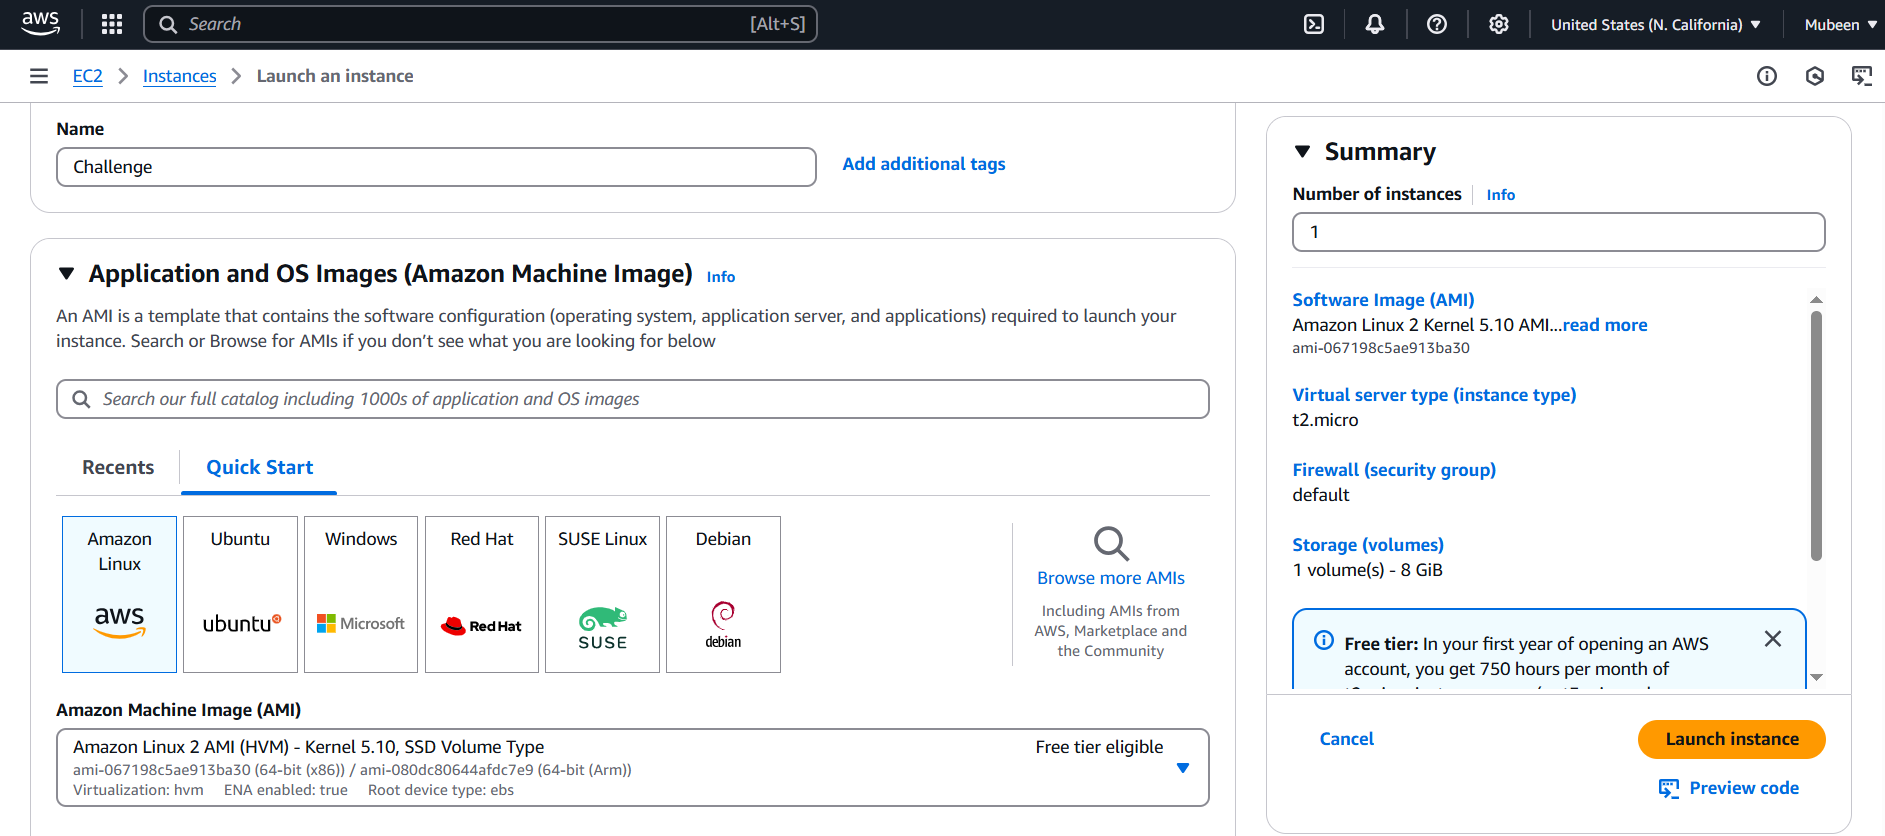 aws
Search
[Alt+S]
United States (N. California)
Mubeen
EC2
Instances
Launch an instance
Name
Challenge
Add additional tags
Application and OS Images (Amazon Machine Image) Info
An AMI is a template that contains the software configuration (operating system, application server, and applications) required to launch your
instance. Search or Browse for AMIs if you don’t see what you are looking for below
Search our full catalog including 1000s of application and OS images
Recents
Quick Start
Amazon
Linux
aws
Ubuntu
ubuntu
Windows
Microsoft
Red Hat
Red Hat
SUSE Linux
SUSE
Debian
debian
Browse more AMIs
Including AMIs from
AWS, Marketplace and
the Community
Amazon Machine Image (AMI)
Amazon Linux 2 AMI (HVM) - Kernel 5.10, SSD Volume Type
Free tier eligible
ami-067198c5ae913ba30 (64-bit (x86)) / ami-080dc80644afdc7e9 (64-bit (Arm))
Virtualization: hvm ENA enabled: true Root device type: ebs
Summary
Number of instances Info
1
Software Image (AMI)
Amazon Linux 2 Kernel 5.10 AMI...read more
ami-067198c5ae913ba30
Virtual server type (instance type)
t2.micro
Firewall (security group)
default
Storage (volumes)
1 volume(s) - 8 GiB
Free tier: In your first year of opening an AWS
account, you get 750 hours per month of
Cancel
Launch instance
Preview code